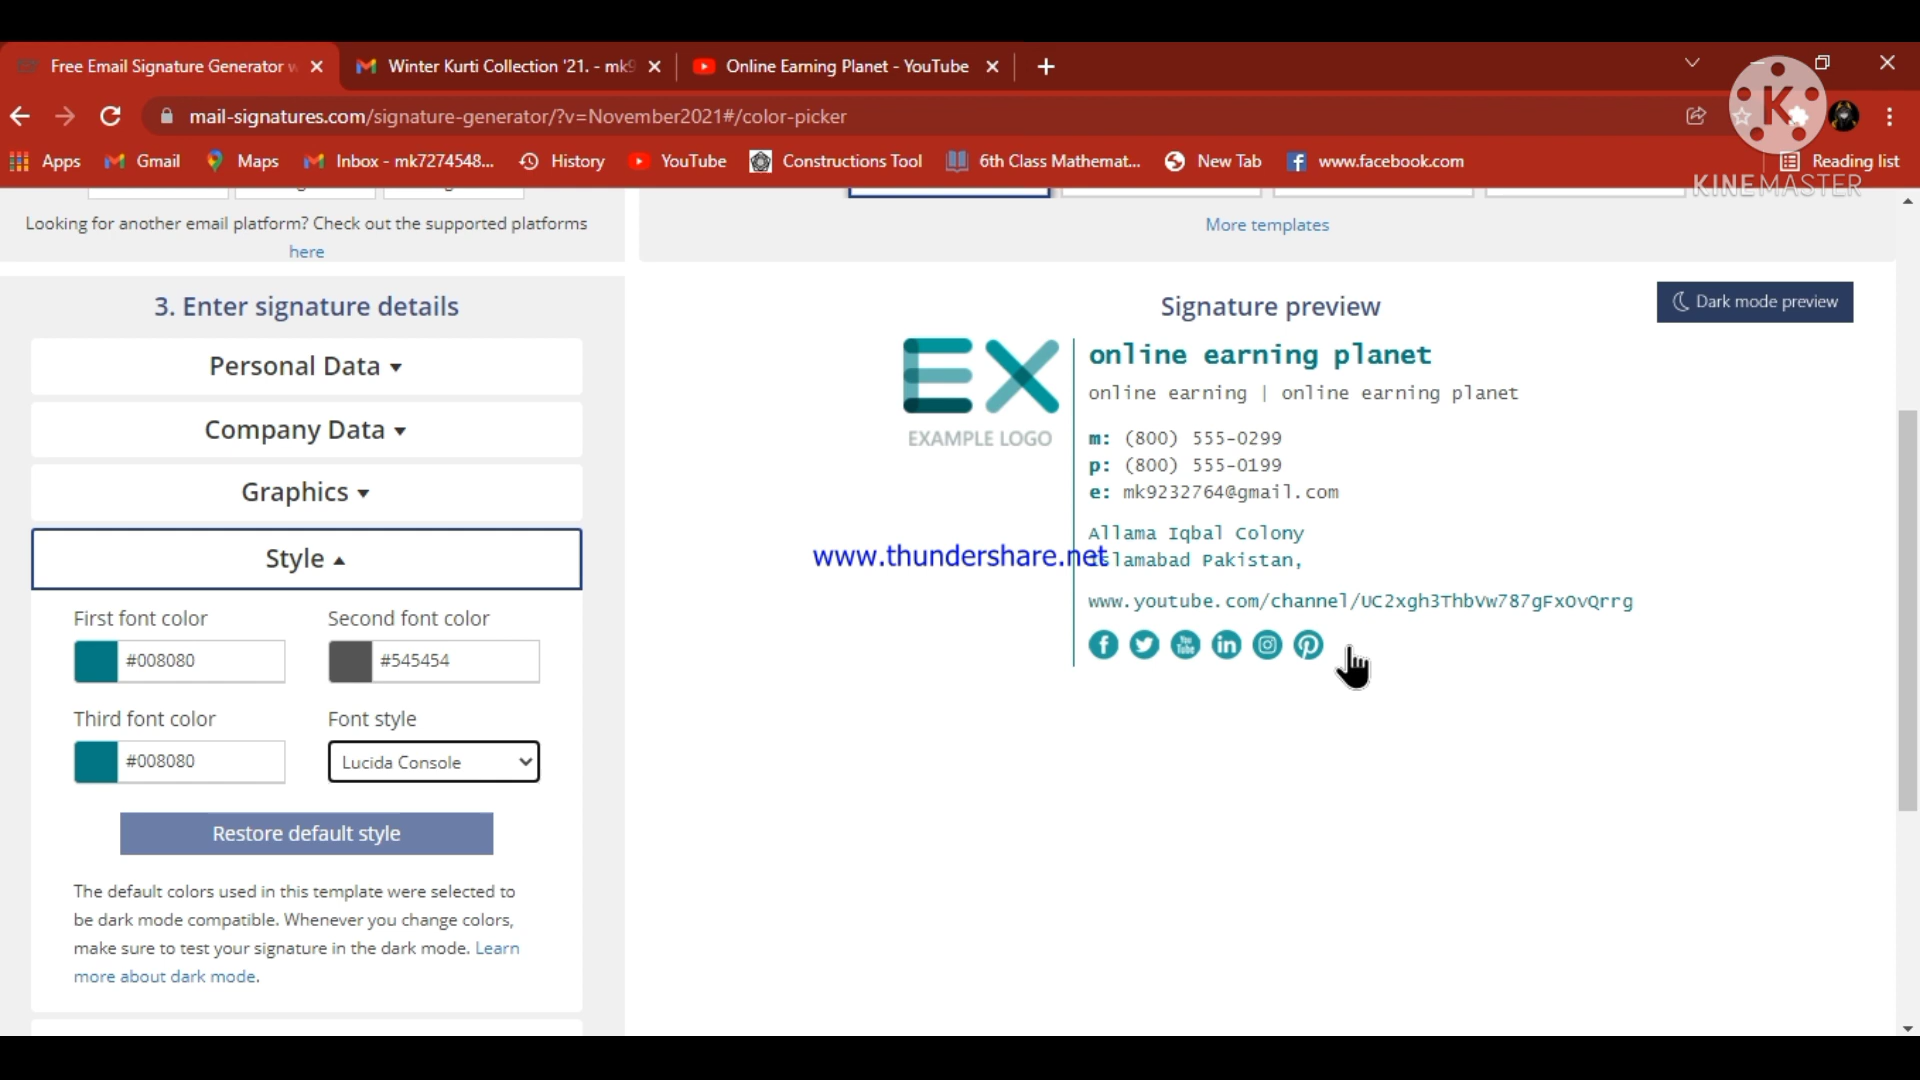 Free Email Signature Generator w
Winter Kurti Collection '21. - mk9
Online Earning Planet - YouTube
mail-signatures.com/signature-generator/?v=November2021#/color-picker
Apps
Gmail
Maps
Inbox - mk7274548...
History
YouTube
Constructions Tool
6th Class Mathemat...
New Tab
www.facebook.com
Reading list
K
KINEMASTER
Looking for another email platform? Check out the supported platforms
here
More templates
3. Enter signature details
Personal Data
Company Data
Graphics
Style
First font color
Second font color
#008080
#545454
Third font color
Font style
#008080
Lucida Console
Restore default style
The default colors used in this template were selected to
be dark mode compatible. Whenever you change colors,
make sure to test your signature in the dark mode. Learn
more about dark mode.
Signature preview
Dark mode preview
EX
EXAMPLE LOGO
online earning planet
online earning | online earning planet
m: (800) 555-0299
p: (800) 555-0199
e: mk9232764@gmail.com
Allama Iqbal Colony
Islamabad Pakistan,
www.thundershare.net
www.youtube.com/channel/UC2xgh3ThbVw787gFxOvQrrg
You
Tube